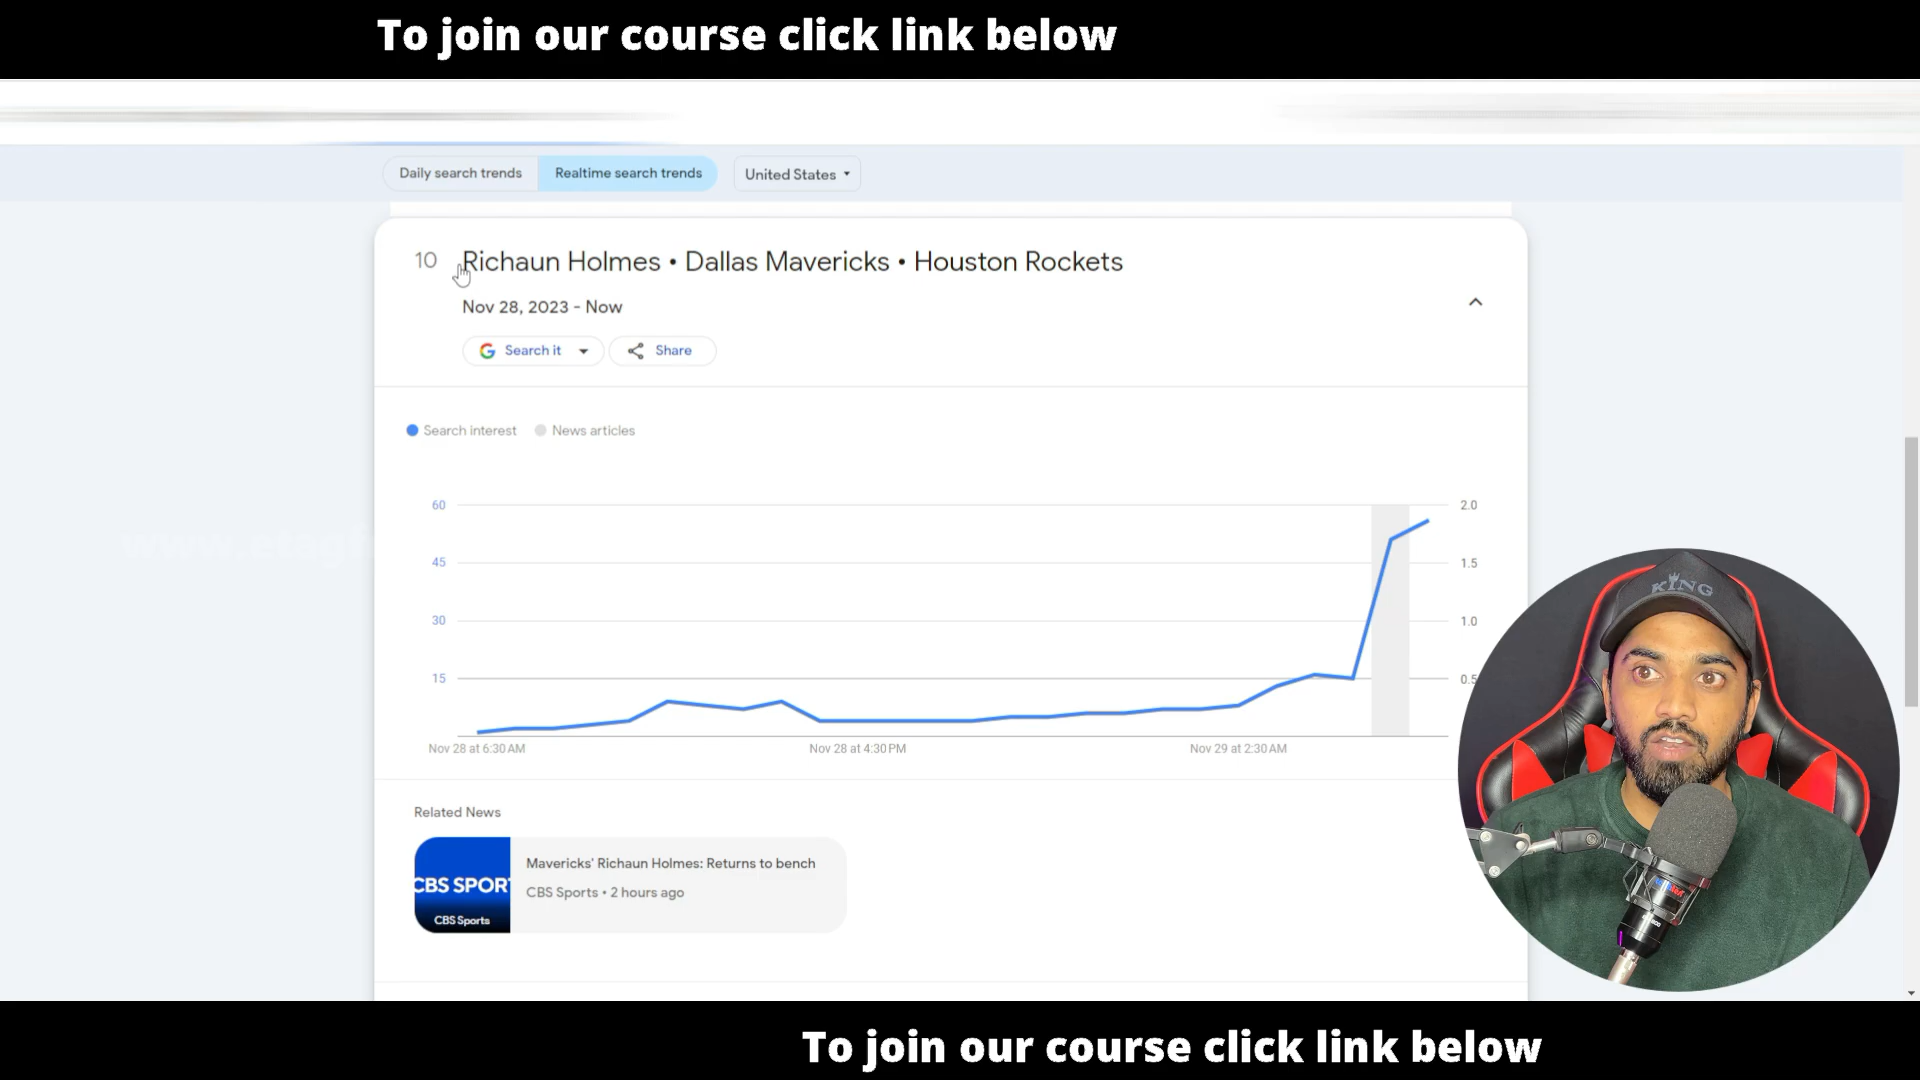 To join our course click link below
Daily search trends
Realtime search trends
United States
10
Richaun Holmes • Dallas Mavericks • Houston Rockets
Nov 28, 2023 - Now
Search it
Share
Search interest
News articles
60
2.0
45
1.5
30
1.0
15
0.5
Nov 28 at 6:30 AM
Nov 28 at 4:30 PM
Nov 29 at 2:30 AM
KING
Related News
CBS SPORT
CBS Sports
Mavericks' Richaun Holmes: Returns to bench
CBS Sports • 2 hours ago
To join our course click link below